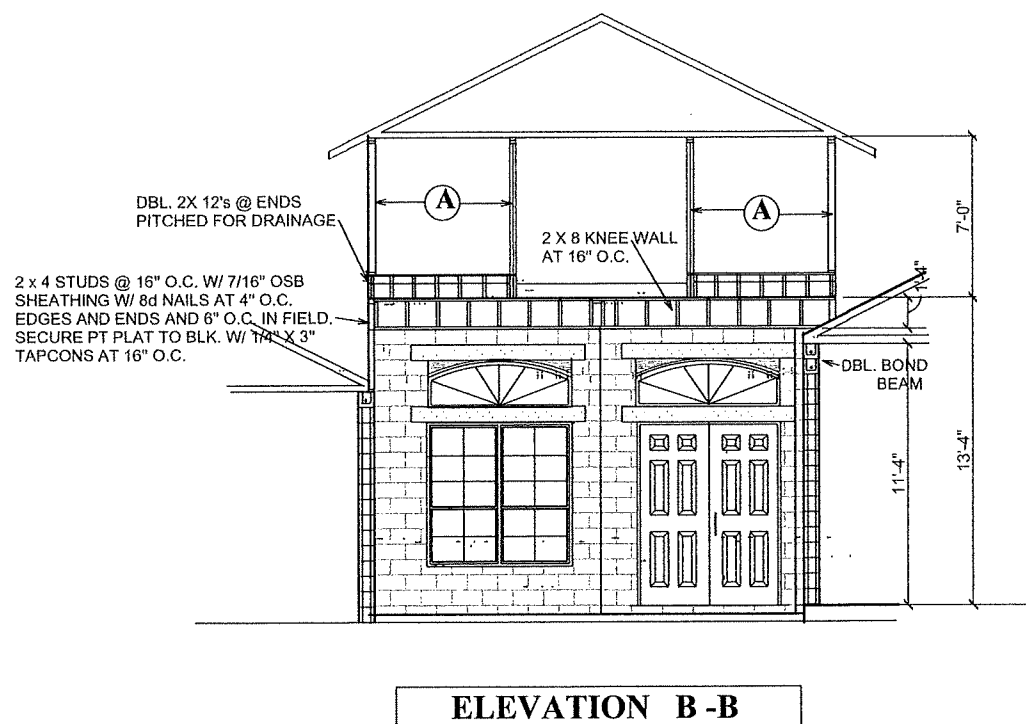 DBL. 2X 12's @ ENDS
PITCHED FOR DRAINAGE
A
A
2 X 8 KNEE WALL
AT 16" O.C.
7'-0"
2 x 4 STUDS @ 16" O.C. W/ 7/16" OSB
SHEATHING W/ 8d NAILS AT 4" O.C.
EDGES AND ENDS AND 6" O.C. IN FIELD.
SECURE PT PLAT TO BLK. W/ 1/4" X 3"
TAPCONS AT 16" O.C.
DBL. BOND
BEAM
11'-4"
13'-4"
ELEVATION B-B